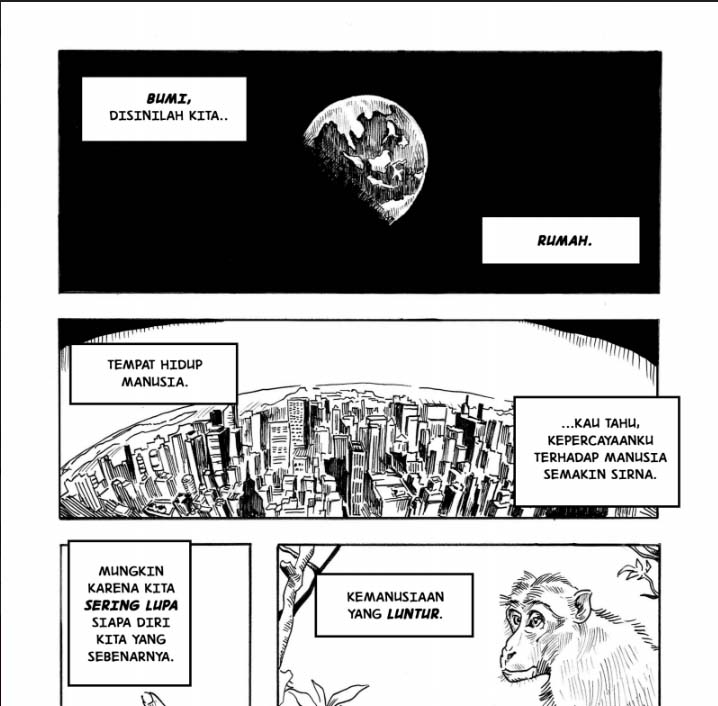 BUMI,
DISINILAH KITA..
RUMAH.
TEMPAT HIDUP
MANUSIA.
...KAU TAHU,
KEPERCAYAANKU
TERHADAP MANUSIA
SEMAKIN SIRNA.
MUNGKIN
KARENA KITA
SERING LUPA
SIAPA DIRI
KITA YANG
SEBENARNYA.
KEMANUSIAAN
YANG LUNTUR.